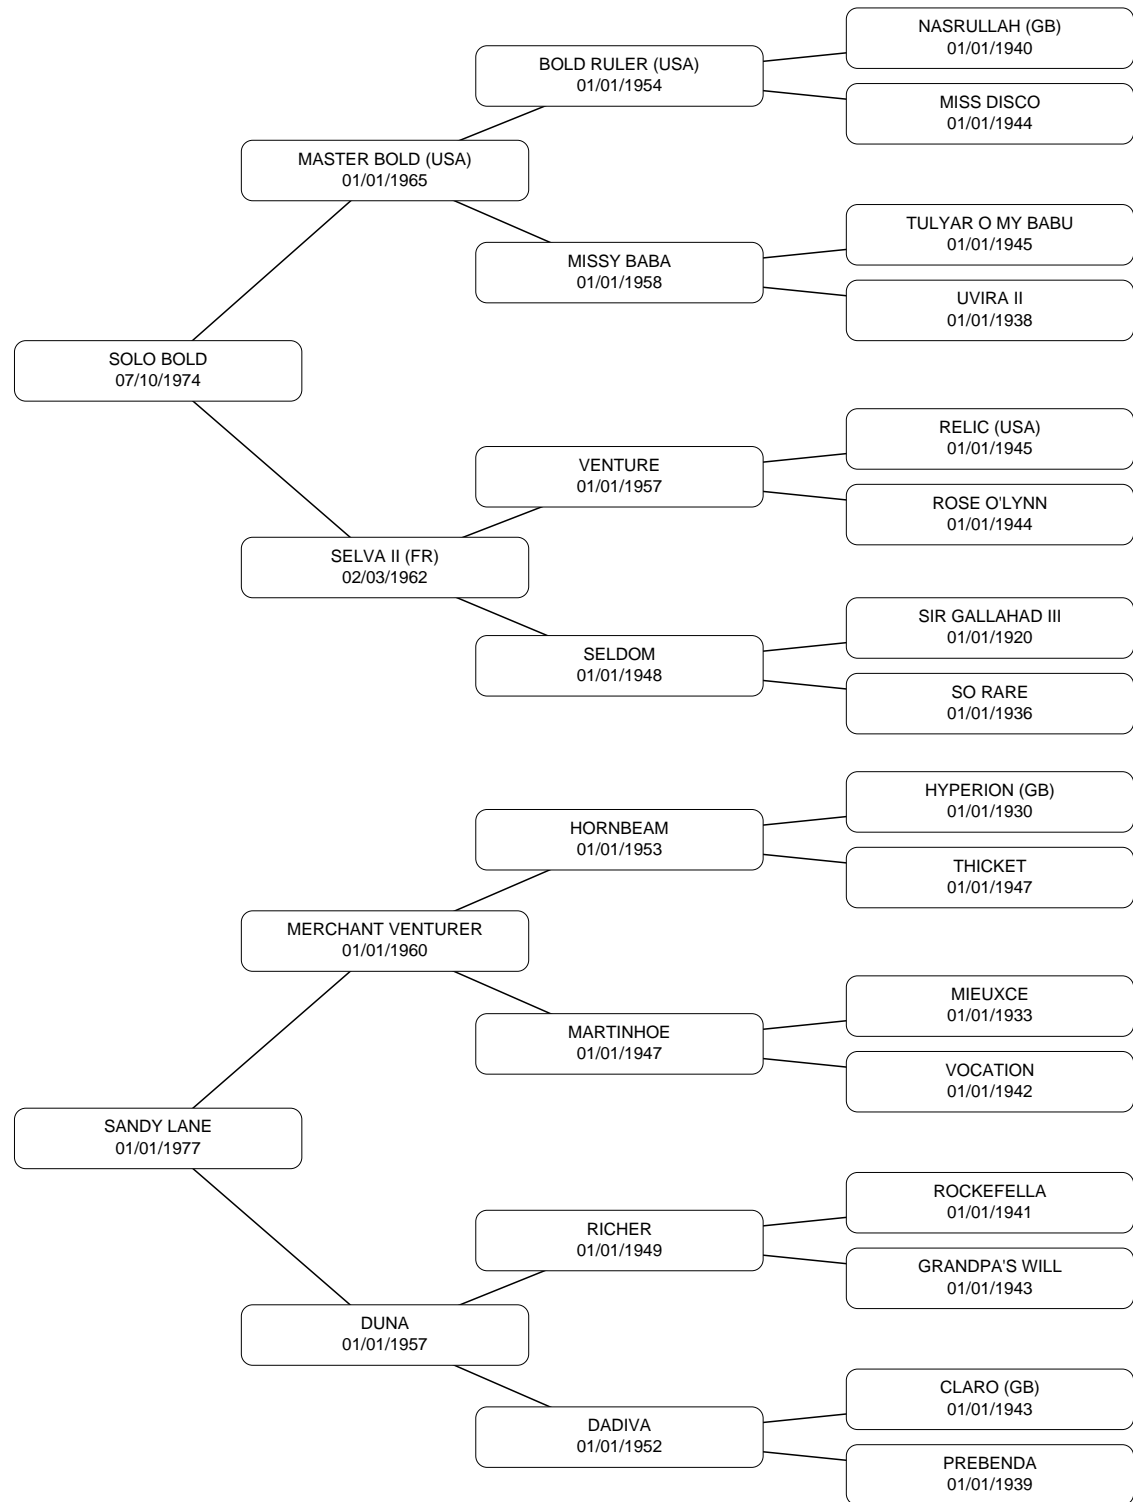 NASRULLAH (GB)
01/01/1940
BOLD RULER (USA)
01/01/1954
MISS DISCO
01/01/1944
MASTER BOLD (USA)
01/01/1965
TULYAR O MY BABU
01/01/1945
MISSY BABA
01/01/1958
UVIRA II
01/01/1938
SOLO BOLD
07/10/1974
RELIC (USA)
01/01/1945
VENTURE
01/01/1957
ROSE O'LYNN
01/01/1944
SELVA II (FR)
02/03/1962
SIR GALLAHAD III
01/01/1920
SELDOM
01/01/1948
SO RARE
01/01/1936
HYPERION (GB)
01/01/1930
HORNBEAM
01/01/1953
THICKET
01/01/1947
MERCHANT VENTURER
01/01/1960
MIEUXCE
01/01/1933
MARTINHOE
01/01/1947
VOCATION
01/01/1942
SANDY LANE
01/01/1977
ROCKEFELLA
01/01/1941
RICHER
01/01/1949
GRANDPA'S WILL
01/01/1943
DUNA
01/01/1957
CLARO (GB)
01/01/1943
DADIVA
01/01/1952
PREBENDA
01/01/1939